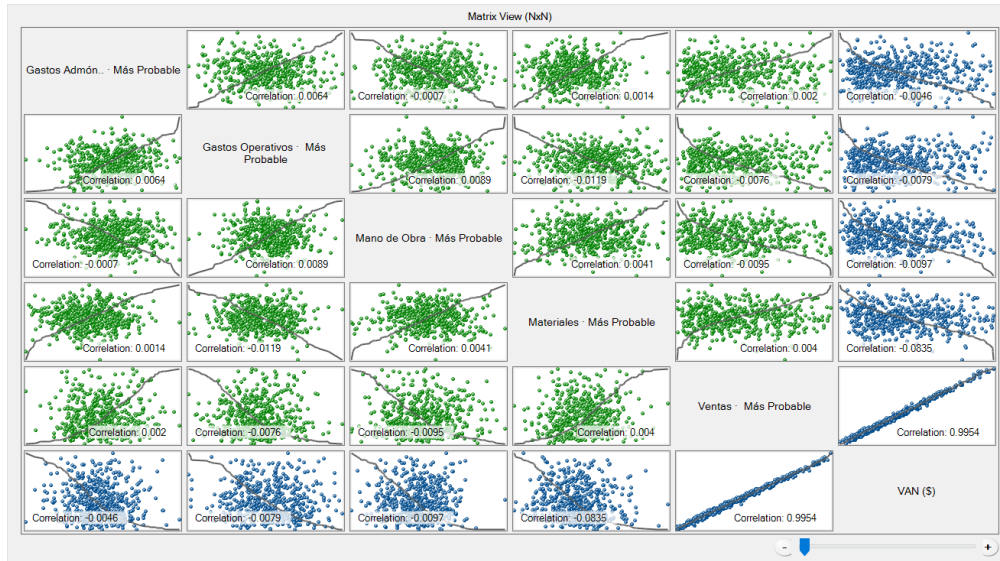 Matrix View (NxN)
Gastos Admón.. · Más Probable
Correlation: 0.0064
Correlation: -0.0007
Correlation: 0.0014
Correlation: 0.002
Correlation: -0.0046
Correlation: 0.0064
Gastos Operativos · Más
Probable
Correlation: 0.0089
Correlation: -0.0119
Correlation: -0.0076
Correlation: -0.0079
Correlation: -0.0007
Correlation: 0.0089
Mano de Obra · Más Probable
Correlation: 0.0041
Correlation: -0.0095
Correlation: -0.0097
Correlation: 0.0014
Correlation: -0.0119
Correlation: 0.0041
Materiales · Más Probable
Correlation: 0.004
Correlation: -0.0835
Correlation: 0.002
Correlation: -0.0076
Correlation: -0.0095
Correlation: 0.004
Ventas · Más Probable
Correlation: 0.9954
Correlation: -0.0046
Correlation: -0.0079
Correlation: -0.0097
Correlation: -0.0835
Correlation: 0.9954
VAN ($)
- +